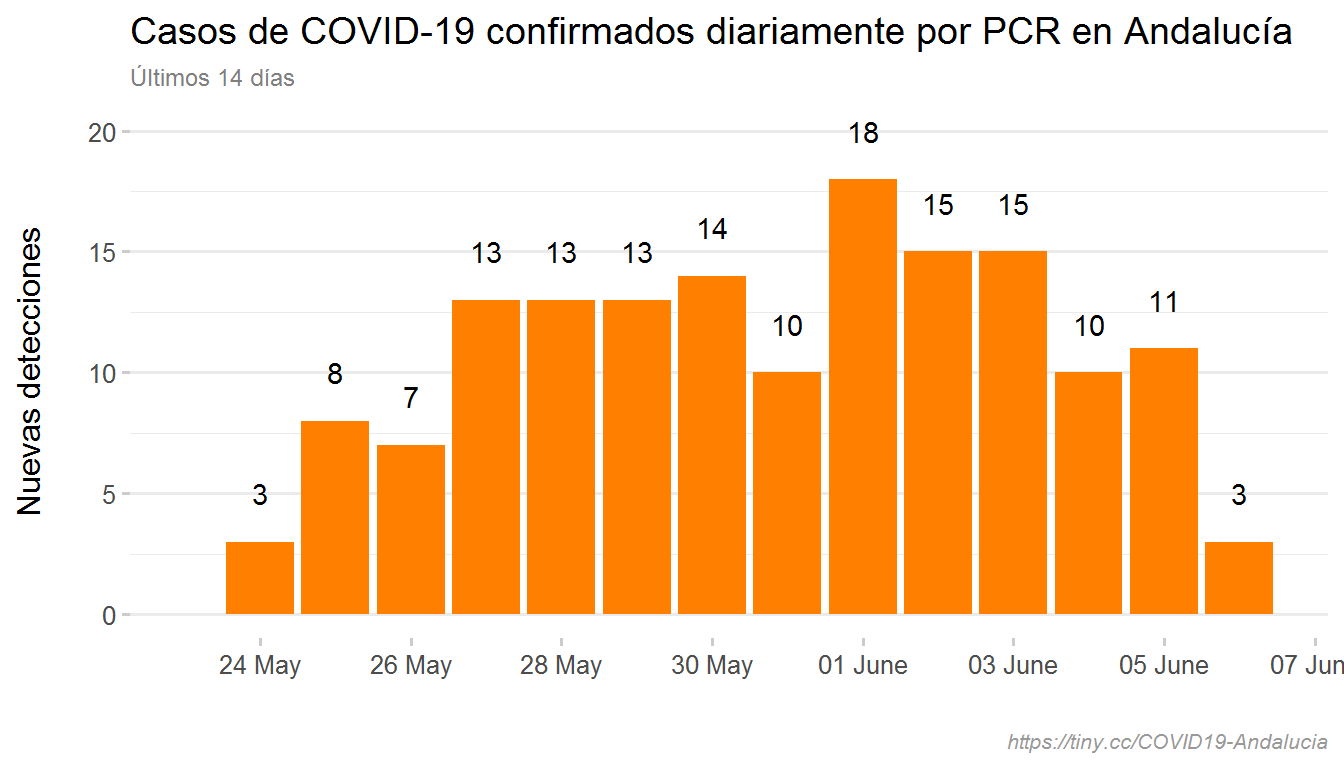 Casos de COVID-19 confirmados diariamente por PCR en Andalucía
Últimos 14 días
Nuevas detecciones
20
15
10
5
0
3
8
7
13
13
13
14
10
18
15
15
10
11
3
24 May
26 May
28 May
30 May
01 June
03 June
05 June
07 Jun
https://tiny.cc/COVID19-Andalucia